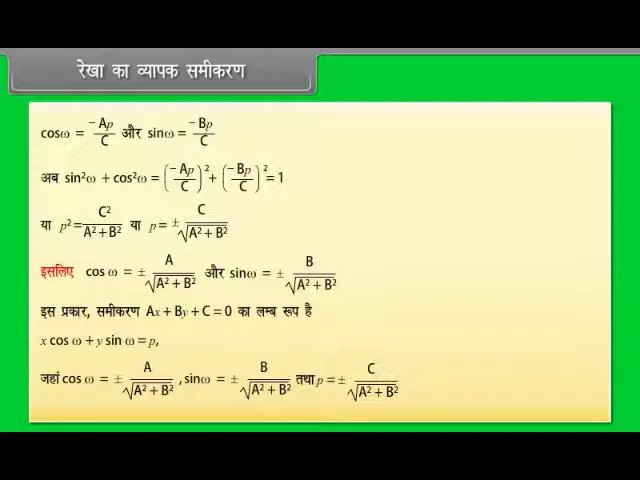 रेखा का व्यापक समीकरण
cosω = -Ap/C और sinω = -Bp/C
अब sin²ω + cos²ω = (-Ap/C)² + (-Bp/C)² = 1
या p² = C²/A²+B² या p = ± C/√A²+B²
इसलिए cos ω = ± A/√A²+B² और sinω = ± B/√A²+B²
इस प्रकार, समीकरण Ax + By + C = 0 का लम्ब रूप है
x cos ω + y sin ω = p,
जहां cos ω = ± A/√A²+B² , sinω = ± B/√A²+B² तथा p = ± C/√A²+B²